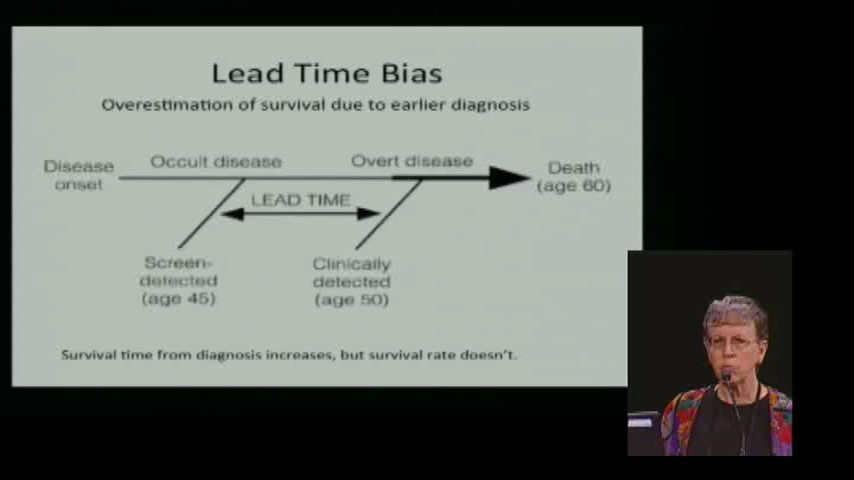 Lead Time Bias
Overestimation of survival due to earlier diagnosis
Disease
onset
Occult disease
Overt disease
Death
(age 60)
LEAD TIME
Screen-
detected
(age 45)
Clinically
detected
(age 50)
Survival time from diagnosis increases, but survival rate doesn't.